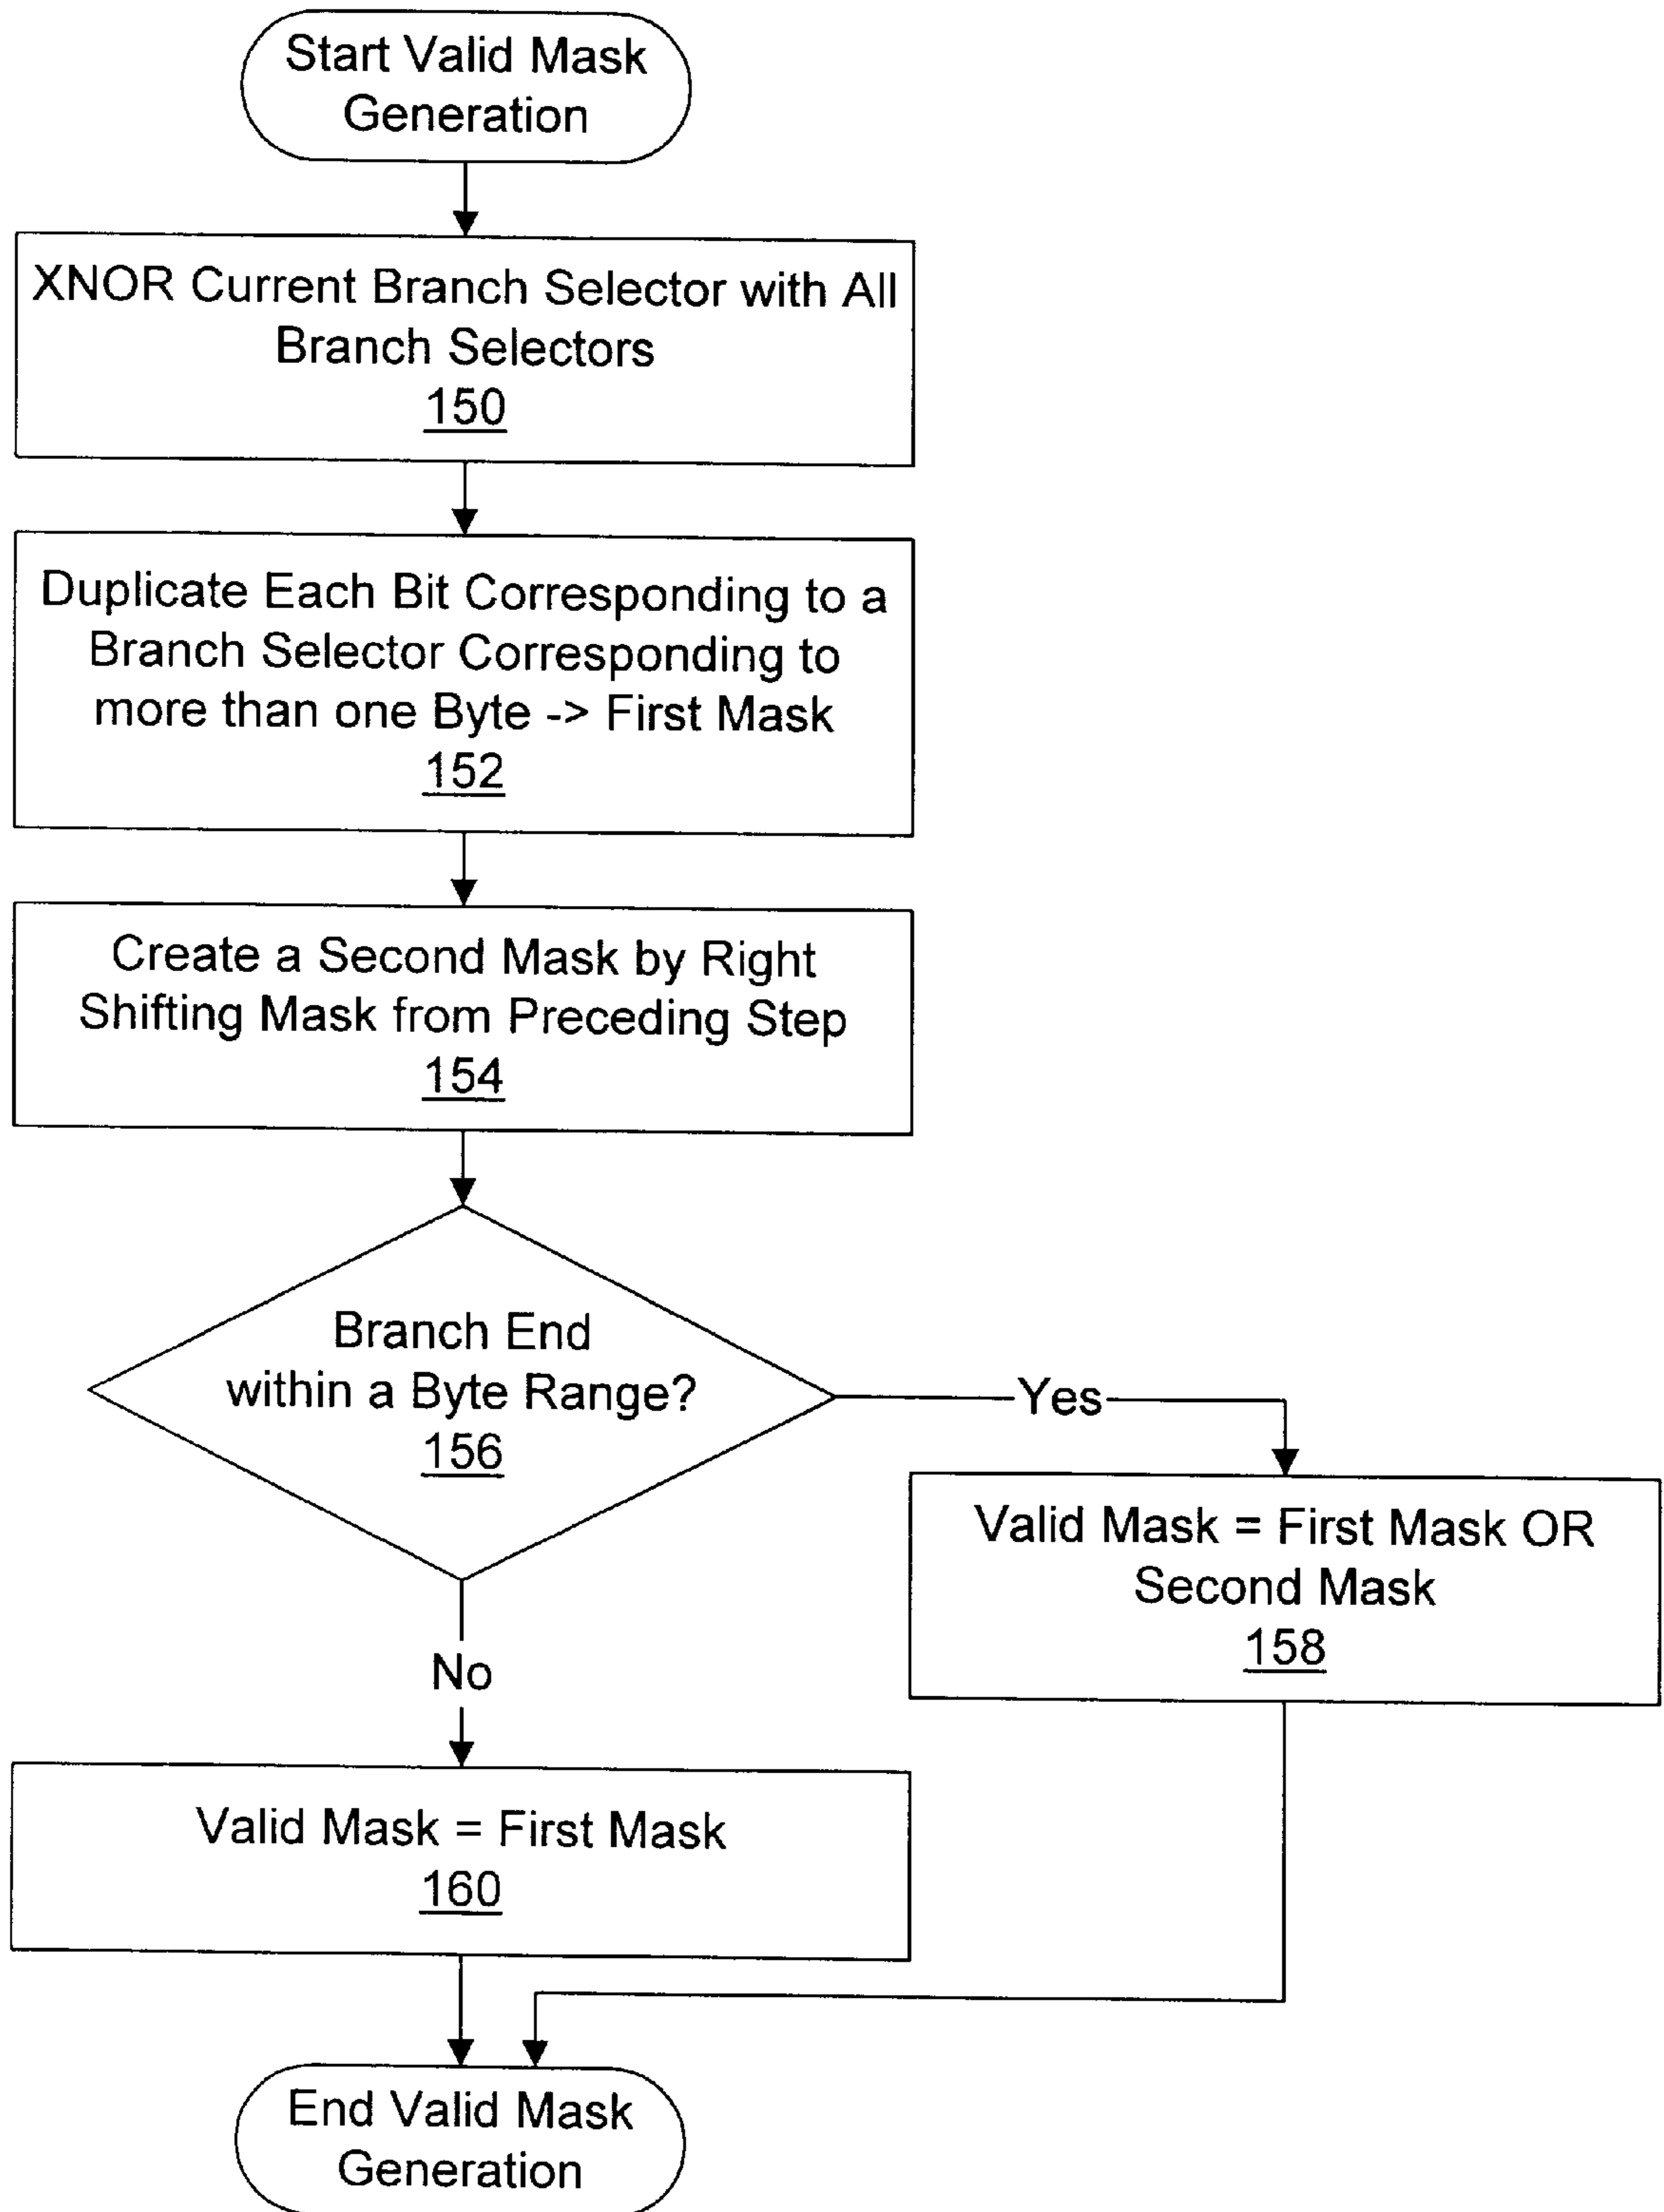 Start Valid Mask
Generation
XNOR Current Branch Selector with All
Branch Selectors
150
Duplicate Each Bit Corresponding to a
Branch Selector Corresponding to
more than one Byte -> First Mask
152
Create a Second Mask by Right
Shifting Mask from Preceding Step
154
Branch End
within a Byte Range?
156
Yes
Valid Mask = First Mask OR
Second Mask
158
No
Valid Mask = First Mask
160
End Valid Mask
Generation